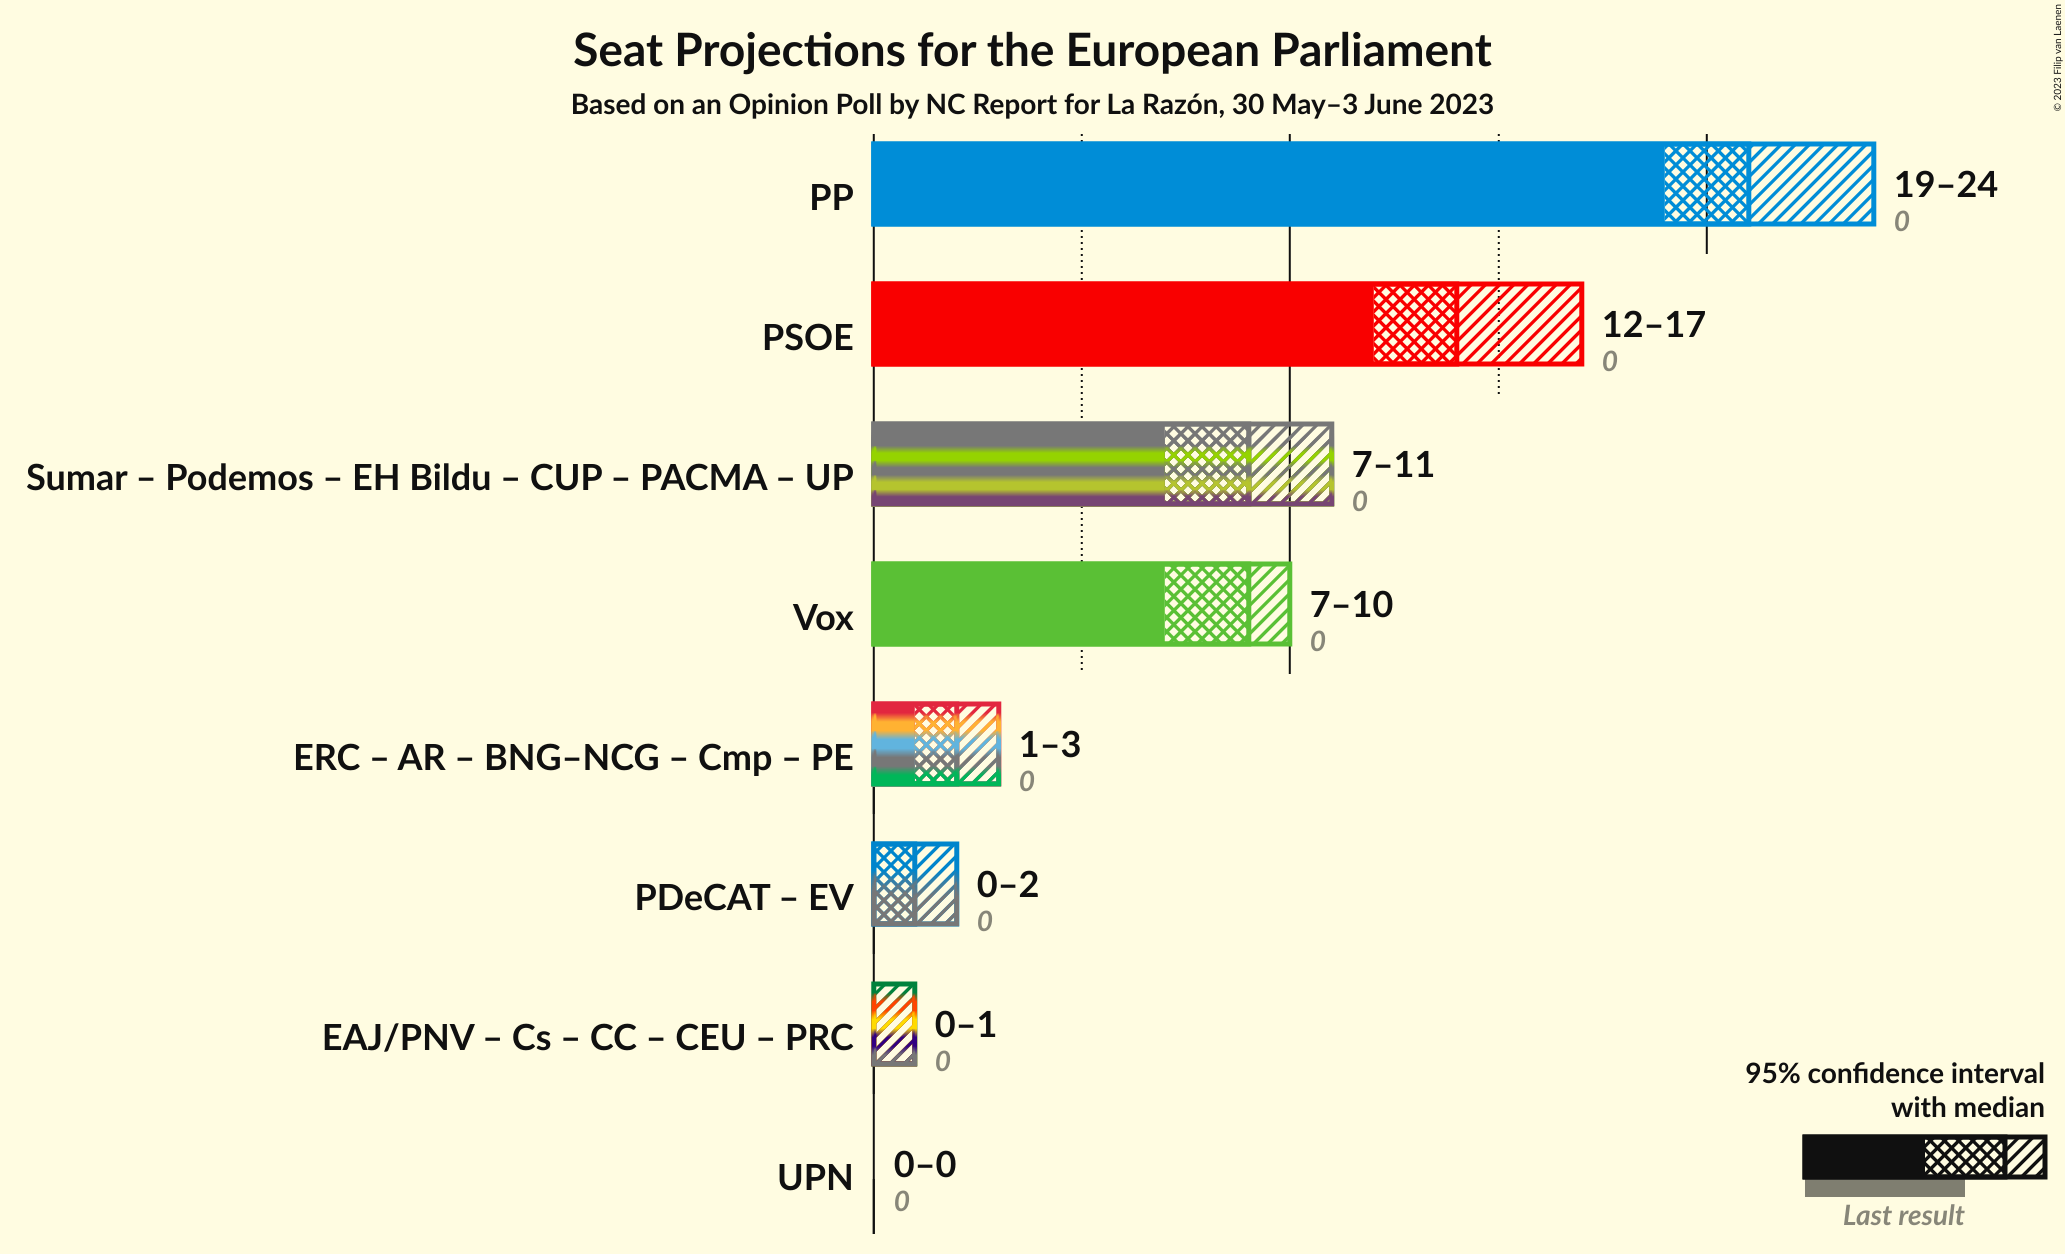 Seat Projections for the European Parliament
Based on an Opinion Poll by NC Report for La Razón, 30 May–3 June 2023
© 2023 Filip van Laenen
PP
19–24
0
PSOE
12–17
0
Sumar – Podemos – EH Bildu – CUP – PACMA – UP
7–11
0
Vox
7–10
0
ERC – AR – BNG–NCG – Cmp – PE
1–3
0
PDeCAT – EV
0–2
0
EAJ/PNV – Cs – CC – CEU – PRC
0–1
0
UPN
0–0
0
95% confidence interval
with median
Last result